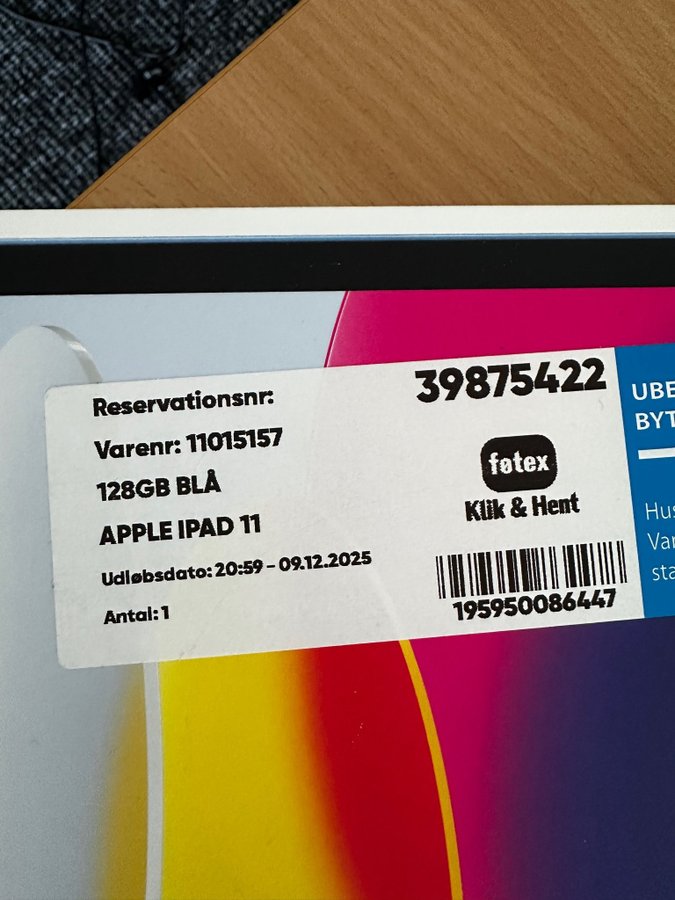 Reservationsnr: 39875422
Varenr: 11015157
128GB BLÅ
APPLE IPAD 11
Udløbsdato: 20:59 - 09.12.2025
Antal: 1
føtex
Klik & Hent
195950086447
UBE
BYT
Hus
Var
sta